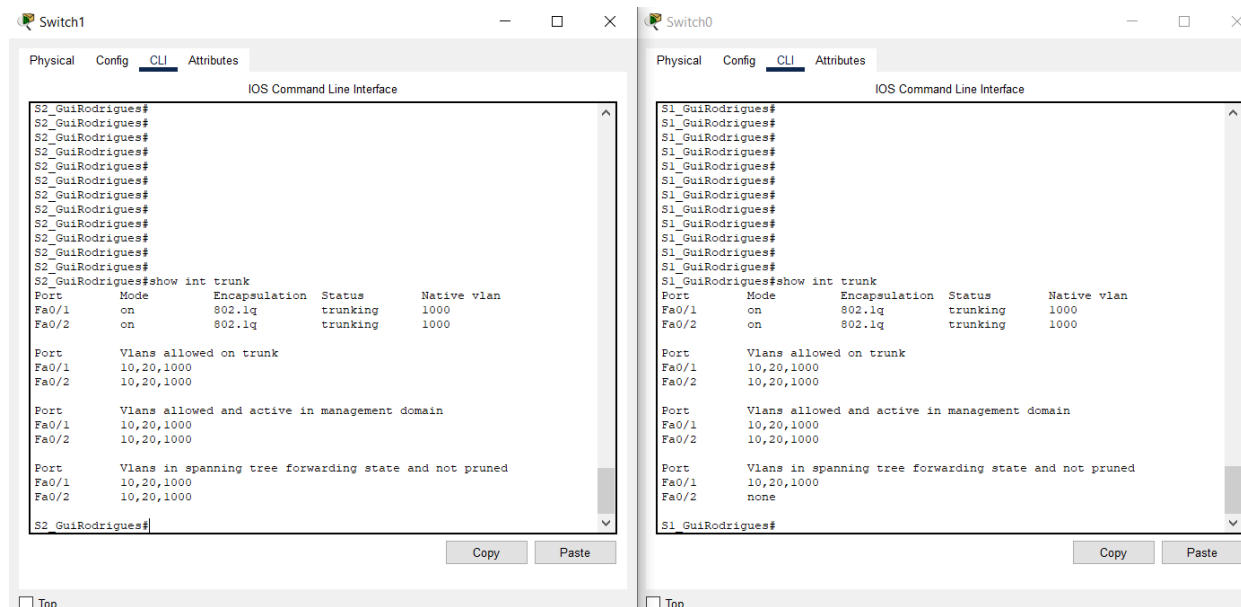 Switch1
Physical Config CLI Attributes
IOS Command Line Interface
S2_GuiRodrigues#
S2_GuiRodrigues#
S2_GuiRodrigues#
S2_GuiRodrigues#
S2_GuiRodrigues#
S2_GuiRodrigues#
S2_GuiRodrigues#
S2_GuiRodrigues#
S2_GuiRodrigues#
S2_GuiRodrigues#
S2_GuiRodrigues#
S2_GuiRodrigues#
S2_GuiRodrigues#show int trunk
Port Mode Encapsulation Status Native vlan
Fa0/1 on 802.1q trunking 1000
Fa0/2 on 802.1q trunking 1000
Port Vlans allowed on trunk
Fa0/1 10,20,1000
Fa0/2 10,20,1000
Port Vlans allowed and active in management domain
Fa0/1 10,20,1000
Fa0/2 10,20,1000
Port Vlans in spanning tree forwarding state and not pruned
Fa0/1 10,20,1000
Fa0/2 10,20,1000
S2_GuiRodrigues#
Copy Paste
Top
Switch0
Physical Config CLI Attributes
IOS Command Line Interface
S1_GuiRodrigues#
S1_GuiRodrigues#
S1_GuiRodrigues#
S1_GuiRodrigues#
S1_GuiRodrigues#
S1_GuiRodrigues#
S1_GuiRodrigues#
S1_GuiRodrigues#
S1_GuiRodrigues#
S1_GuiRodrigues#
S1_GuiRodrigues#
S1_GuiRodrigues#
S1_GuiRodrigues#show int trunk
Port Mode Encapsulation Status Native vlan
Fa0/1 on 802.1q trunking 1000
Fa0/2 on 802.1q trunking 1000
Port Vlans allowed on trunk
Fa0/1 10,20,1000
Fa0/2 10,20,1000
Port Vlans allowed and active in management domain
Fa0/1 10,20,1000
Fa0/2 10,20,1000
Port Vlans in spanning tree forwarding state and not pruned
Fa0/1 10,20,1000
Fa0/2 none
S1_GuiRodrigues#
Copy Paste
Top